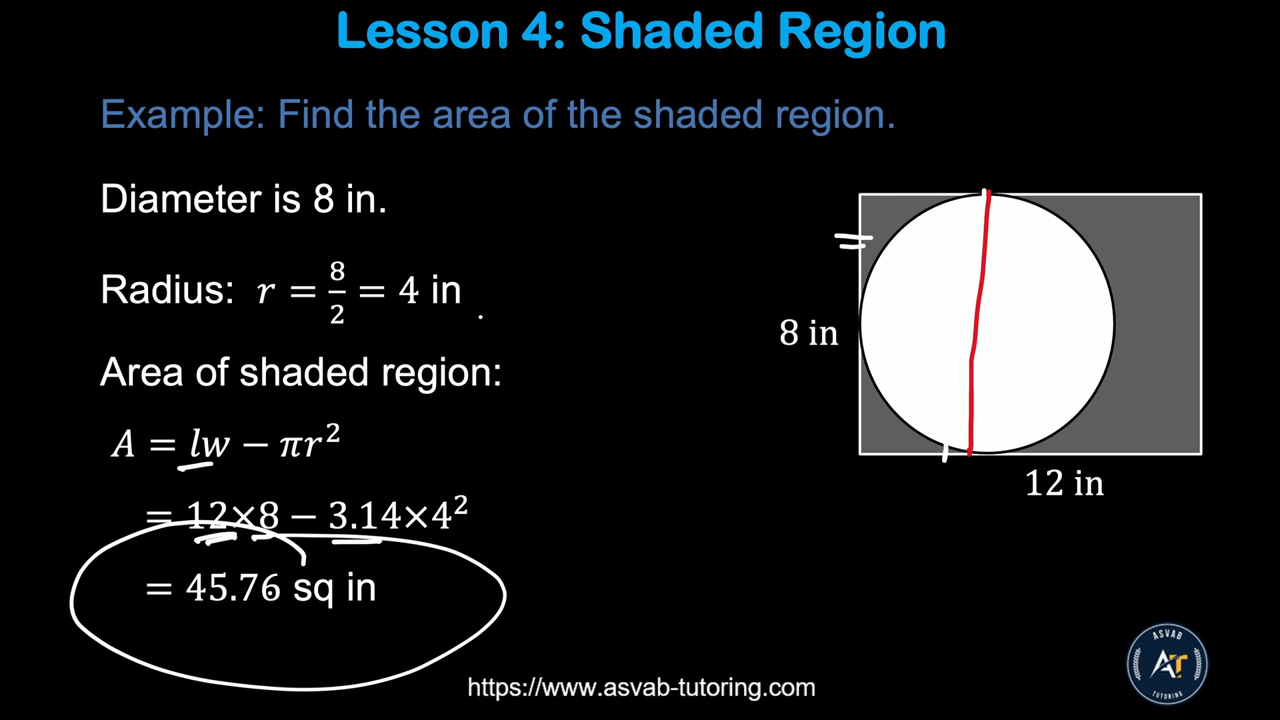 Lesson 4: Shaded Region
Example: Find the area of the shaded region.
Diameter is 8 in.
Radius: r = 8/2 = 4 in
Area of shaded region:
A = lw − πr²
= 12×8 − 3.14×4²
= 45.76 sq in
8 in
12 in
https://www.asvab-tutoring.com
ASVAB
AT
TUTORING